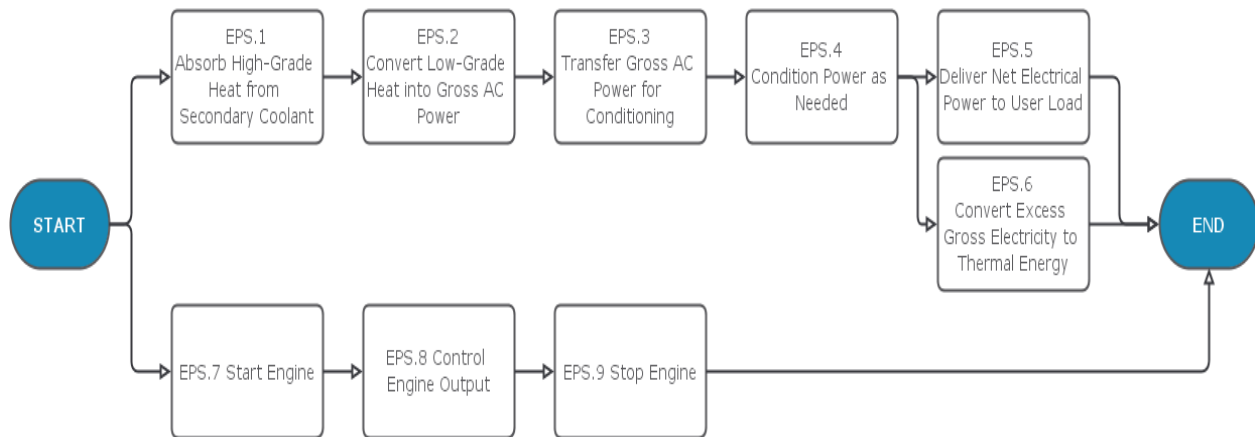 START
EPS.1
Absorb High-Grade
Heat from
Secondary Coolant
EPS.2
Convert Low-Grade
Heat into Gross AC
Power
EPS.3
Transfer Gross AC
Power for
Conditioning
EPS.4
Condition Power as
Needed
EPS.5
Deliver Net Electrical
Power to User Load
EPS.6
Convert Excess
Gross Electricity to
Thermal Energy
EPS.7 Start Engine
EPS.8 Control
Engine Output
EPS.9 Stop Engine
END